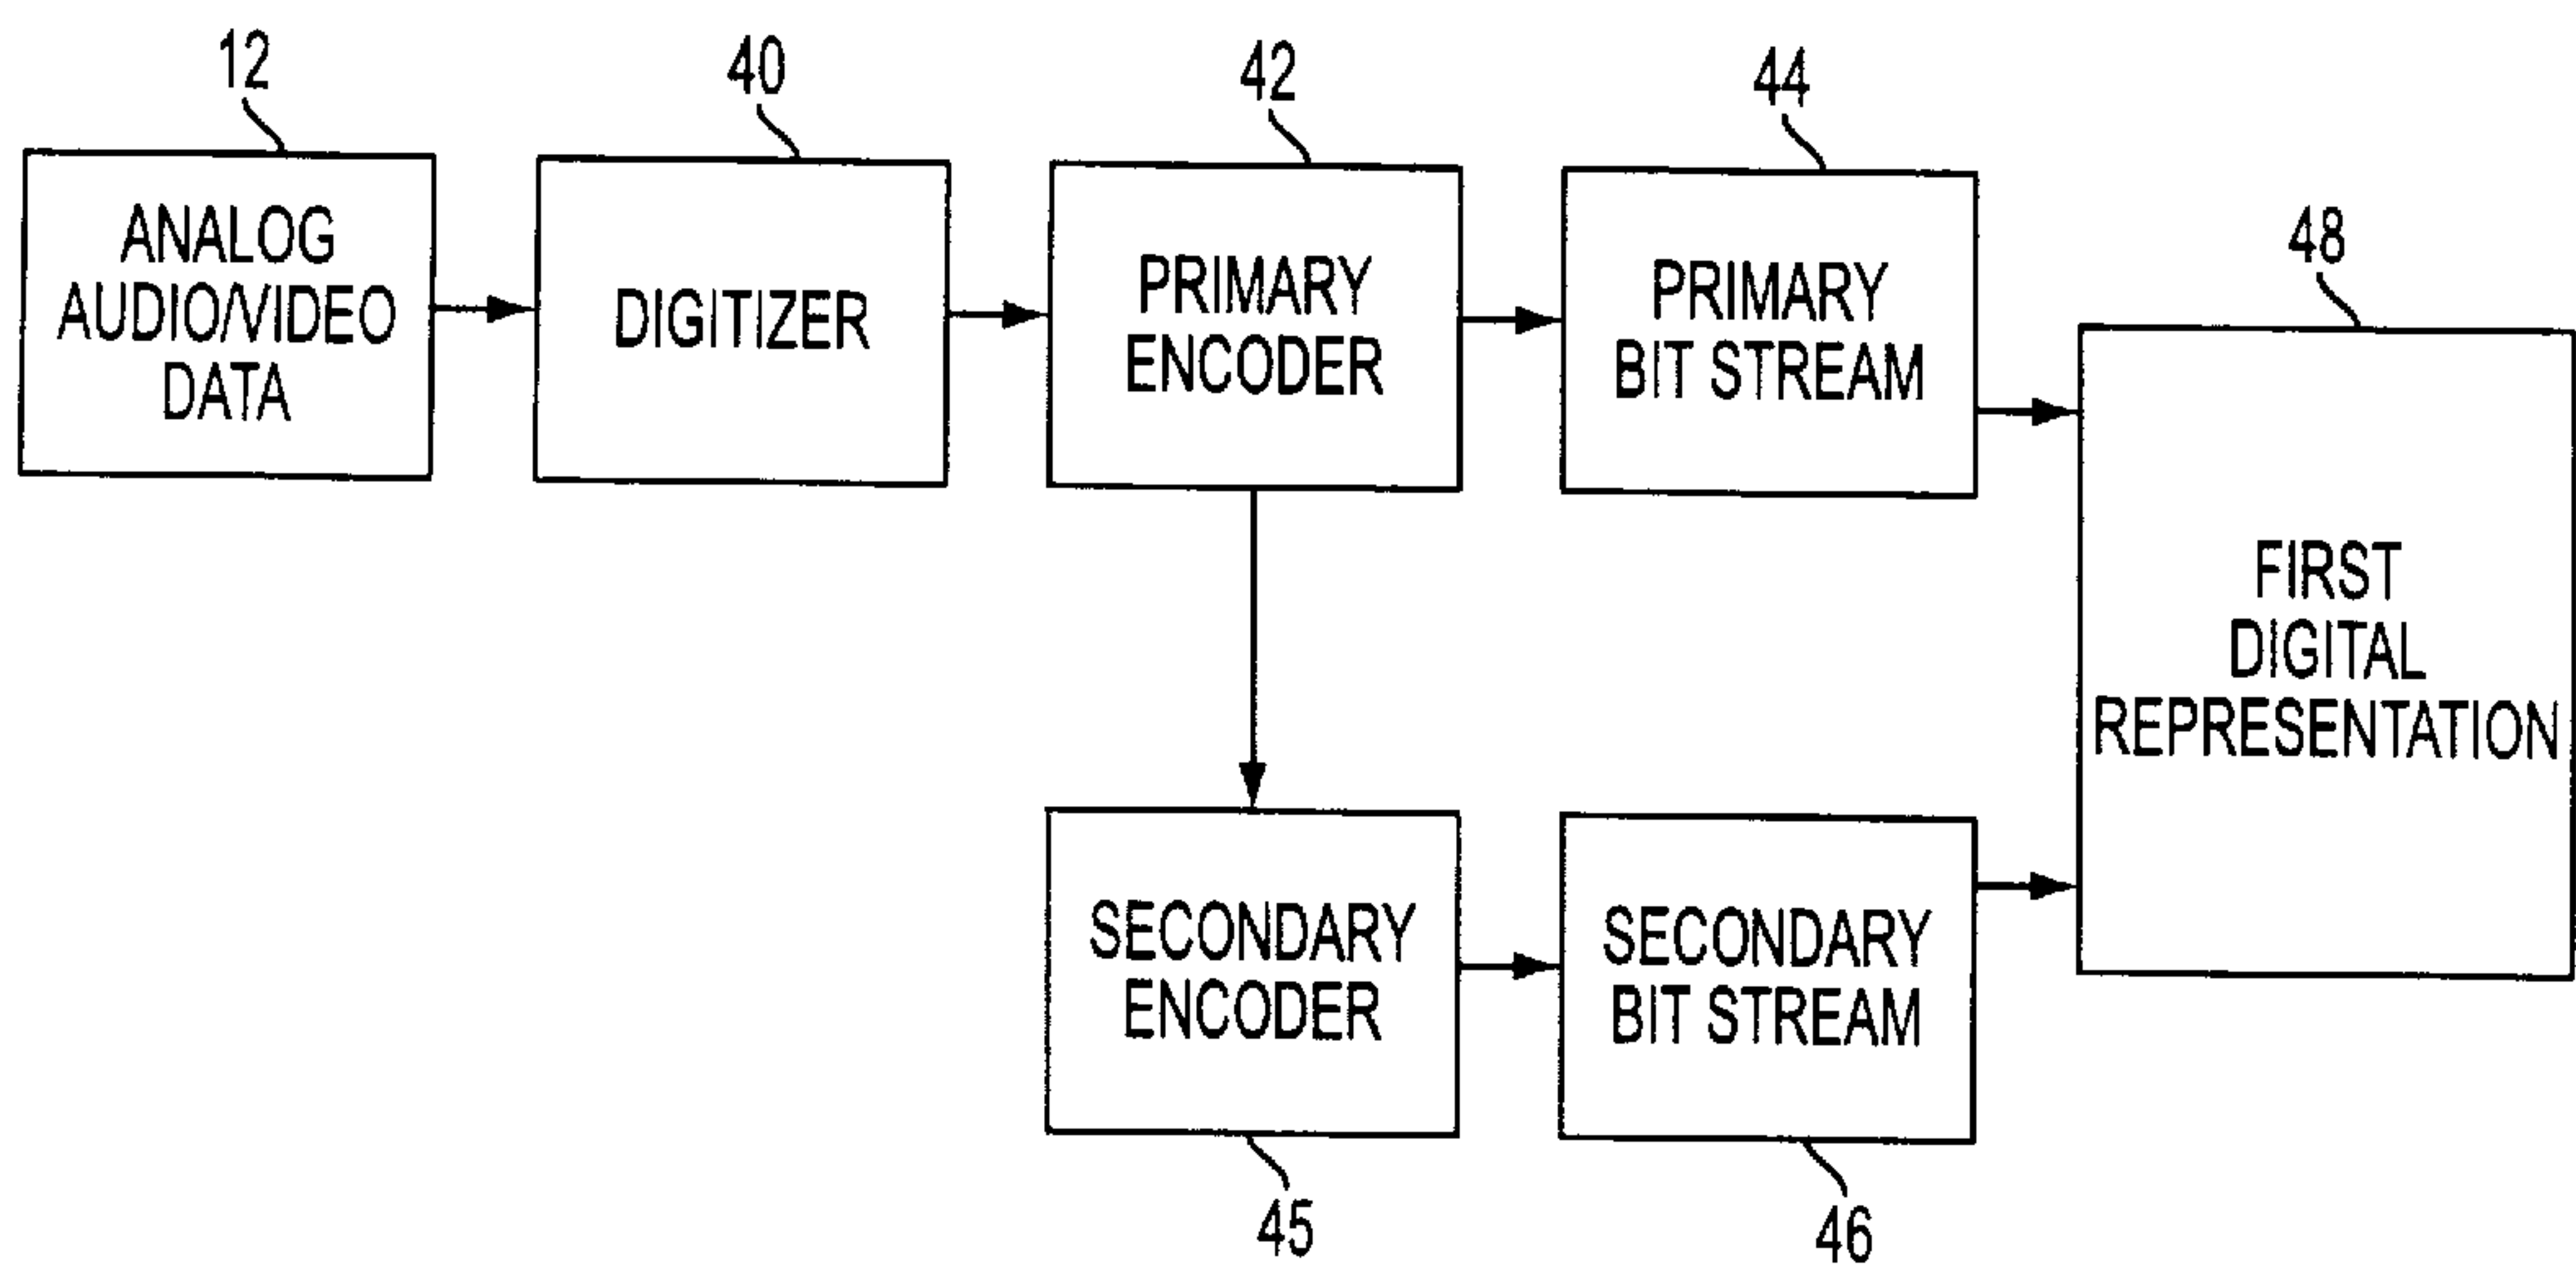 12
40
42
44
48
ANALOG
AUDIO/VIDEO
DATA
DIGITIZER
PRIMARY
ENCODER
PRIMARY
BIT STREAM
FIRST
DIGITAL
REPRESENTATION
SECONDARY
ENCODER
SECONDARY
BIT STREAM
45
46